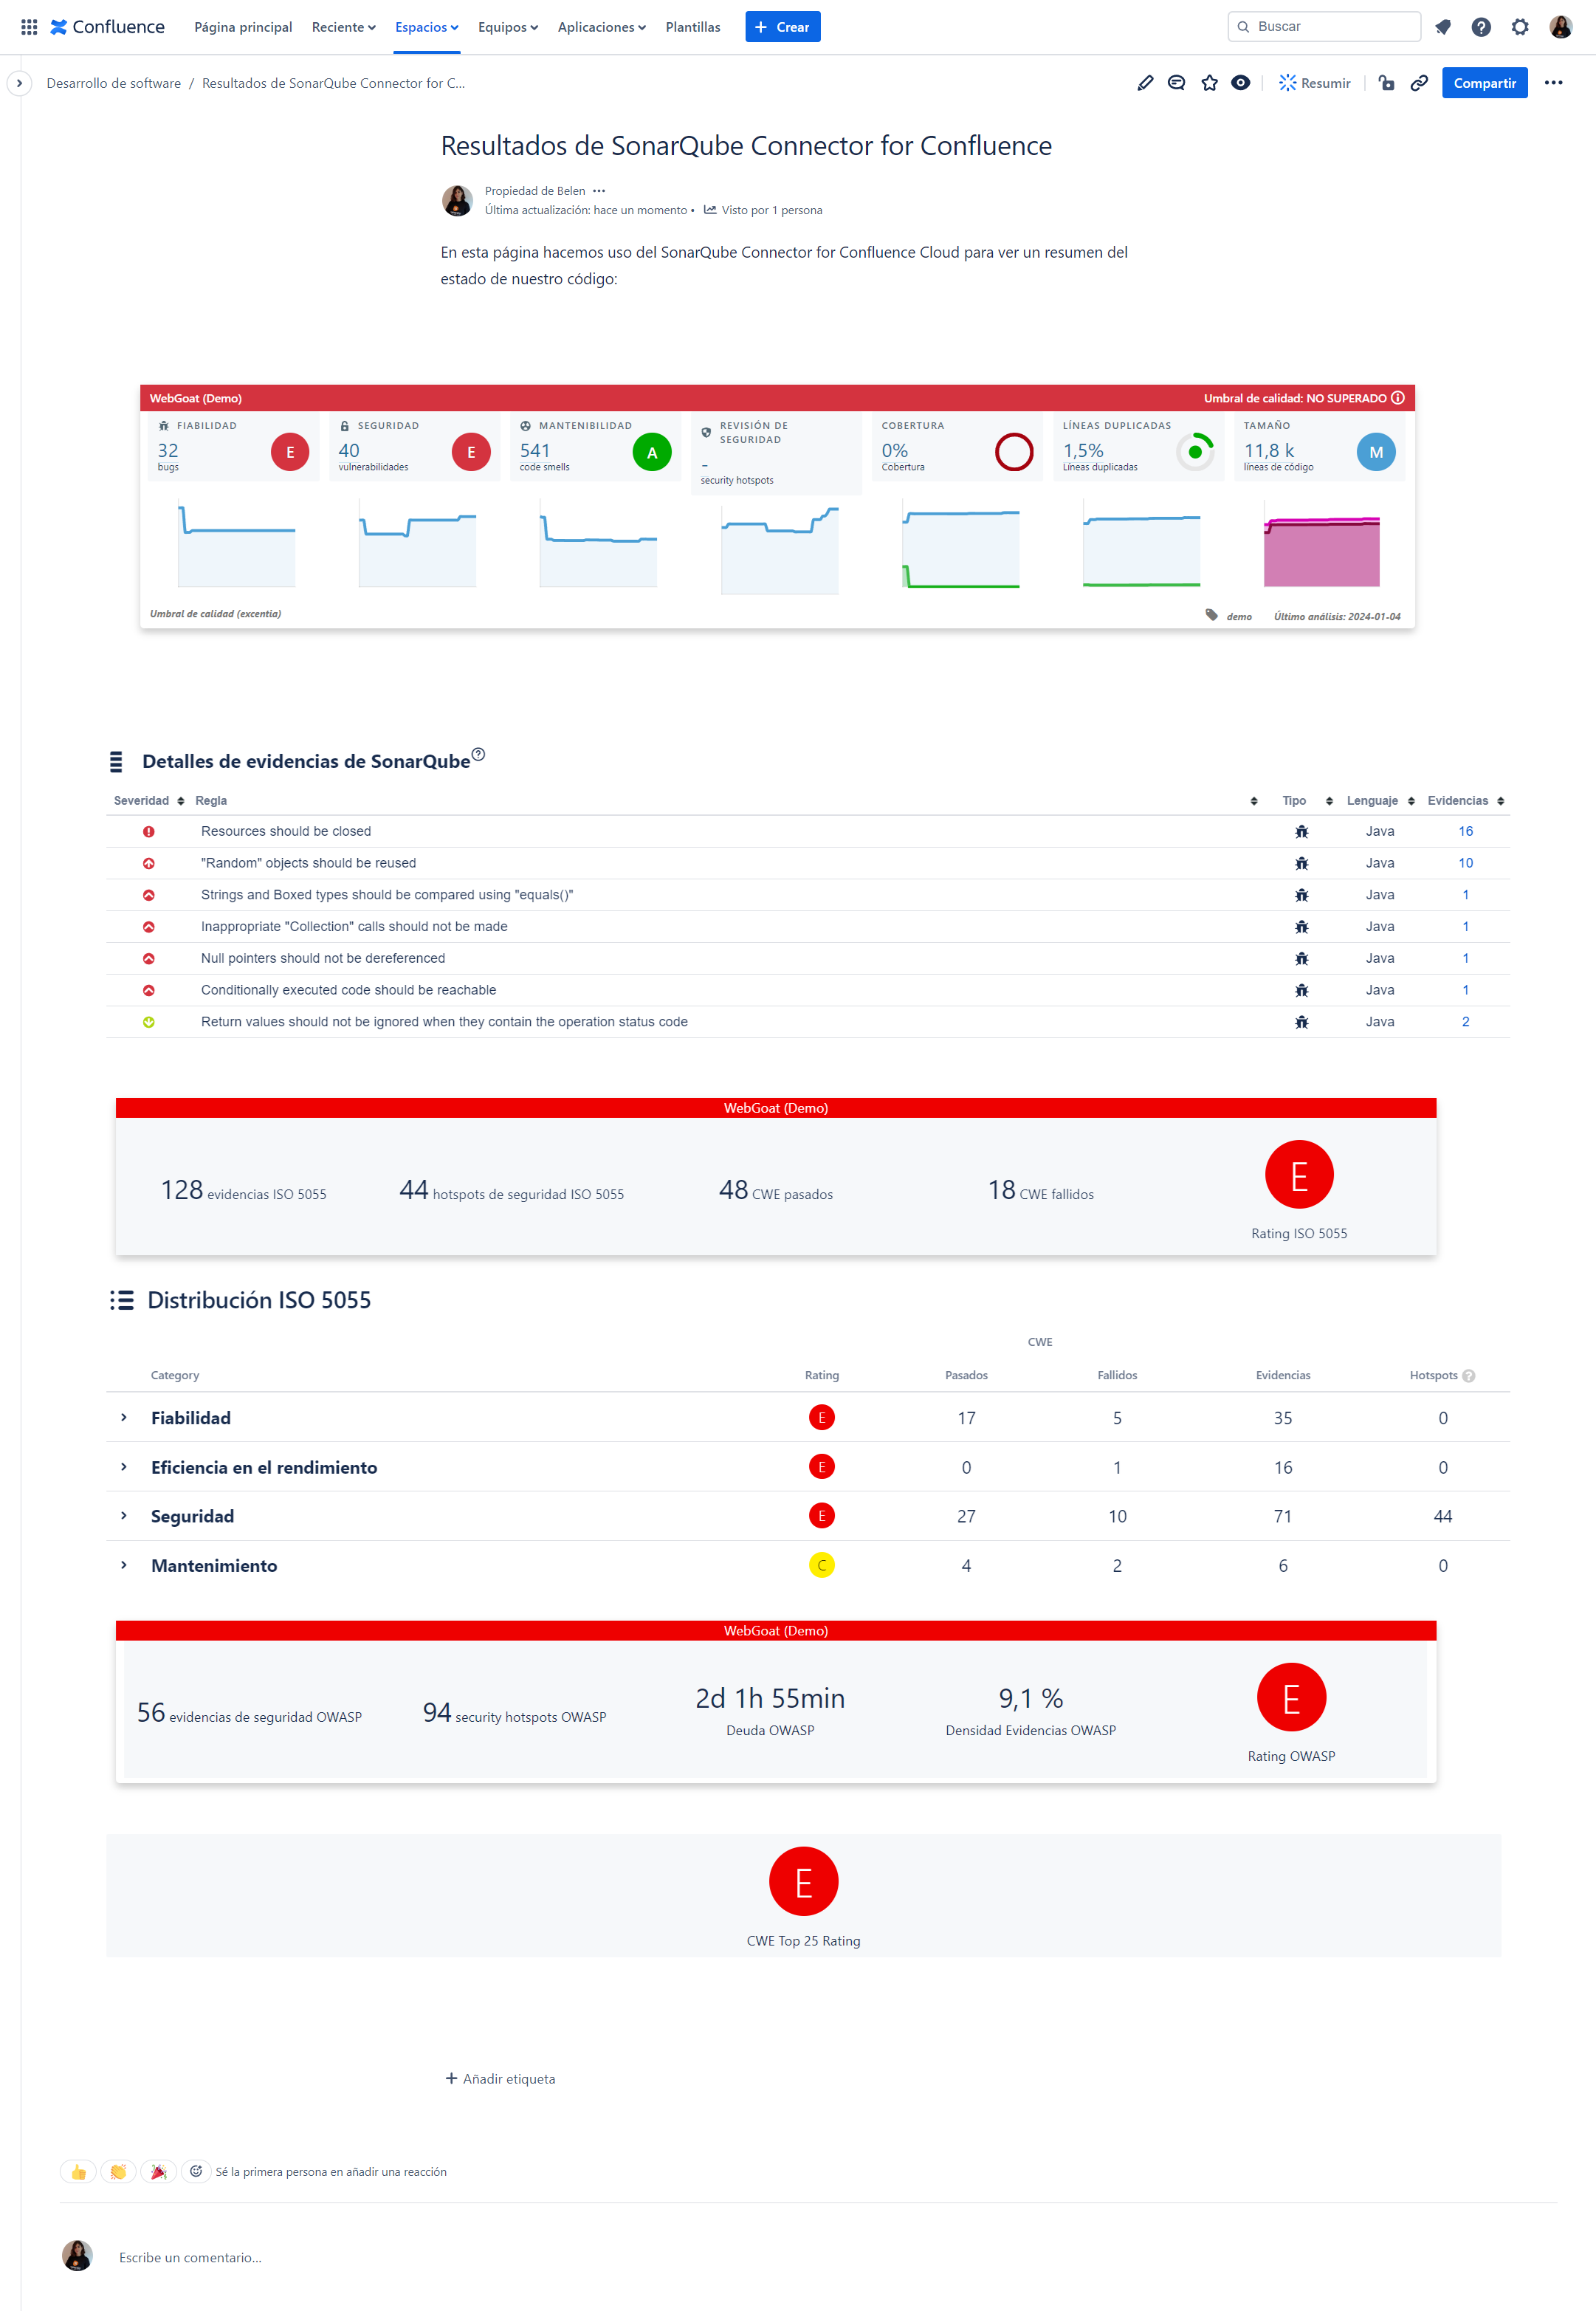 Confluence Página principal Reciente Espacios Equipos Aplicaciones Plantillas + Crear Buscar
Desarrollo de software / Resultados de SonarQube Connector for C... Resumir Compartir
Resultados de SonarQube Connector for Confluence
Propiedad de Belen
Última actualización: hace un momento • Visto por 1 persona
En esta página hacemos uso del SonarQube Connector for Confluence Cloud para ver un resumen del
estado de nuestro código:
WebGoat (Demo) Umbral de calidad: NO SUPERADO
FIABILIDAD
32
bugs
E
SEGURIDAD
40
vulnerabilidades
E
MANTENIBILIDAD
541
code smells
A
REVISIÓN DE
SEGURIDAD
-
security hotspots
COBERTURA
0%
Cobertura
LÍNEAS DUPLICADAS
1,5%
Líneas duplicadas
TAMAÑO
11,8 k
líneas de código
M
Umbral de calidad (excentia) demo Último análisis: 2024-01-04
Detalles de evidencias de SonarQube
Severidad Regla Tipo Lenguaje Evidencias
Resources should be closed Java 16
"Random" objects should be reused Java 10
Strings and Boxed types should be compared using "equals()" Java 1
Inappropriate "Collection" calls should not be made Java 1
Null pointers should not be dereferenced Java 1
Conditionally executed code should be reachable Java 1
Return values should not be ignored when they contain the operation status code Java 2
WebGoat (Demo)
128 evidencias ISO 5055 44 hotspots de seguridad ISO 5055 48 CWE pasados 18 CWE fallidos
E
Rating ISO 5055
Distribución ISO 5055
CWE
Category Rating Pasados Fallidos Evidencias Hotspots
Fiabilidad E 17 5 35 0
Eficiencia en el rendimiento E 0 1 16 0
Seguridad E 27 10 71 44
Mantenimiento C 4 2 6 0
WebGoat (Demo)
56 evidencias de seguridad OWASP 94 security hotspots OWASP
2d 1h 55min
Deuda OWASP
9,1 %
Densidad Evidencias OWASP
E
Rating OWASP
E
CWE Top 25 Rating
+ Añadir etiqueta
Sé la primera persona en añadir una reacción
Escribe un comentario...